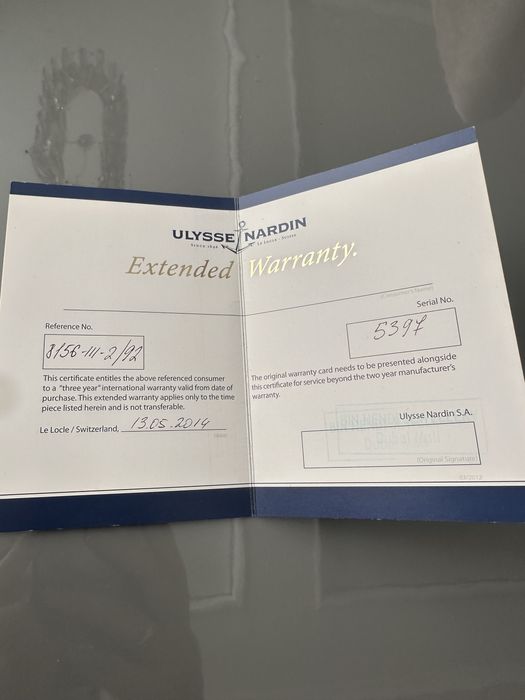 ULYSSE NARDIN
Since 1846 Le Locle - Suisse
Extended Warranty.
(Consumer's Name)
Reference No.
8156-111-2/92
This certificate entitles the above referenced consumer
to a "three year" international warranty valid from date of
purchase. This extended warranty applies only to the time
piece listed herein and is not transferable.
Le Locle / Switzerland, 13.05.2014
(date)
Serial No.
5397
The original warranty card needs to be presented alongside
this certificate for service beyond the two year manufacturer's
warranty.
Ulysse Nardin S.A.
(Original Signature)
03/2012